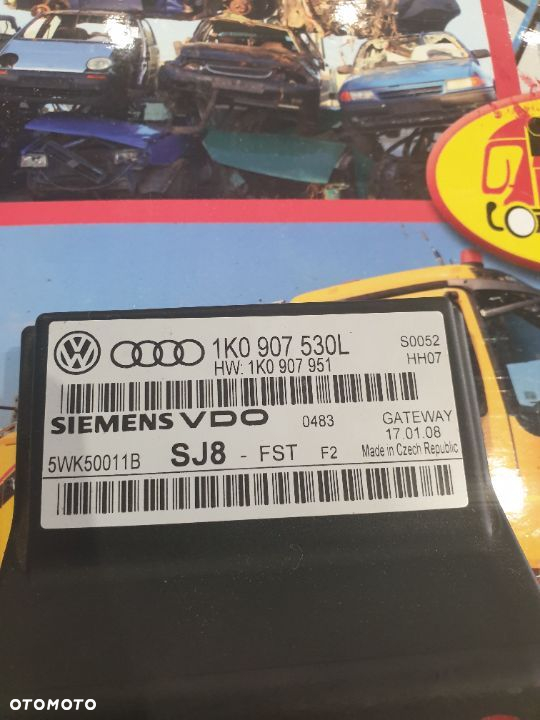 1K0 907 530L
HW: 1K0 907 951
S0052
HH07
SIEMENS VDO
0483
GATEWAY
17.01.08
5WK50011B
SJ8 - FST F2
Made in Czech Republic
OTOMOTO